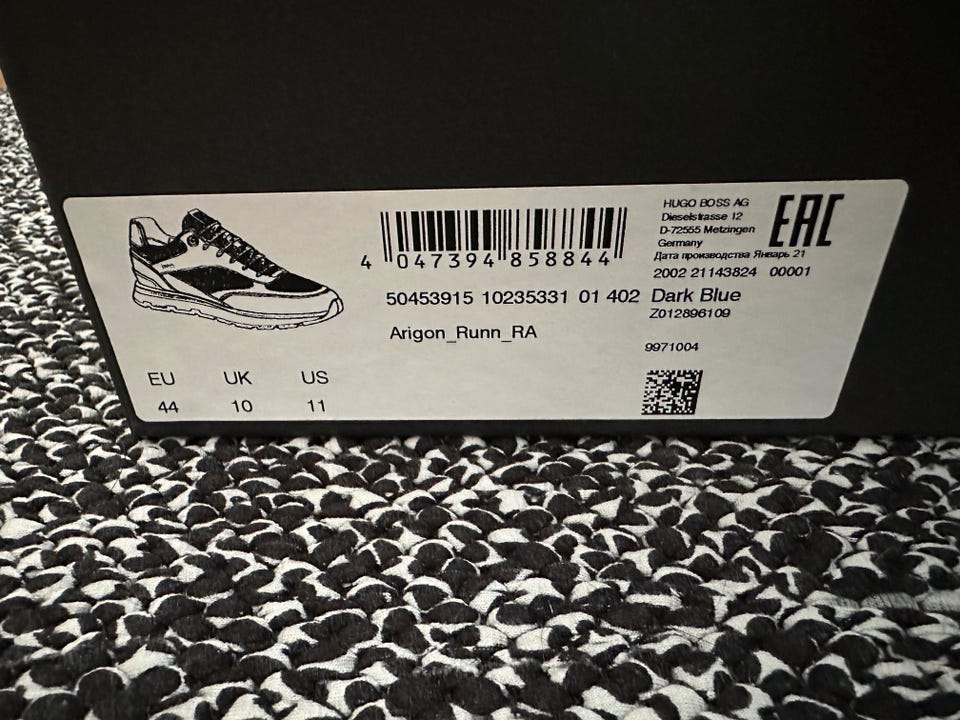 4 047394 858844
50453915 10235331 01 402 Dark Blue
Arigon_Runn_RA
EU UK US
44 10 11
HUGO BOSS AG
Dieselstrasse 12
D-72555 Metzingen
Germany
Дата производства Январь 21
2002 21143824 00001
Z012896109
9971004
EAC